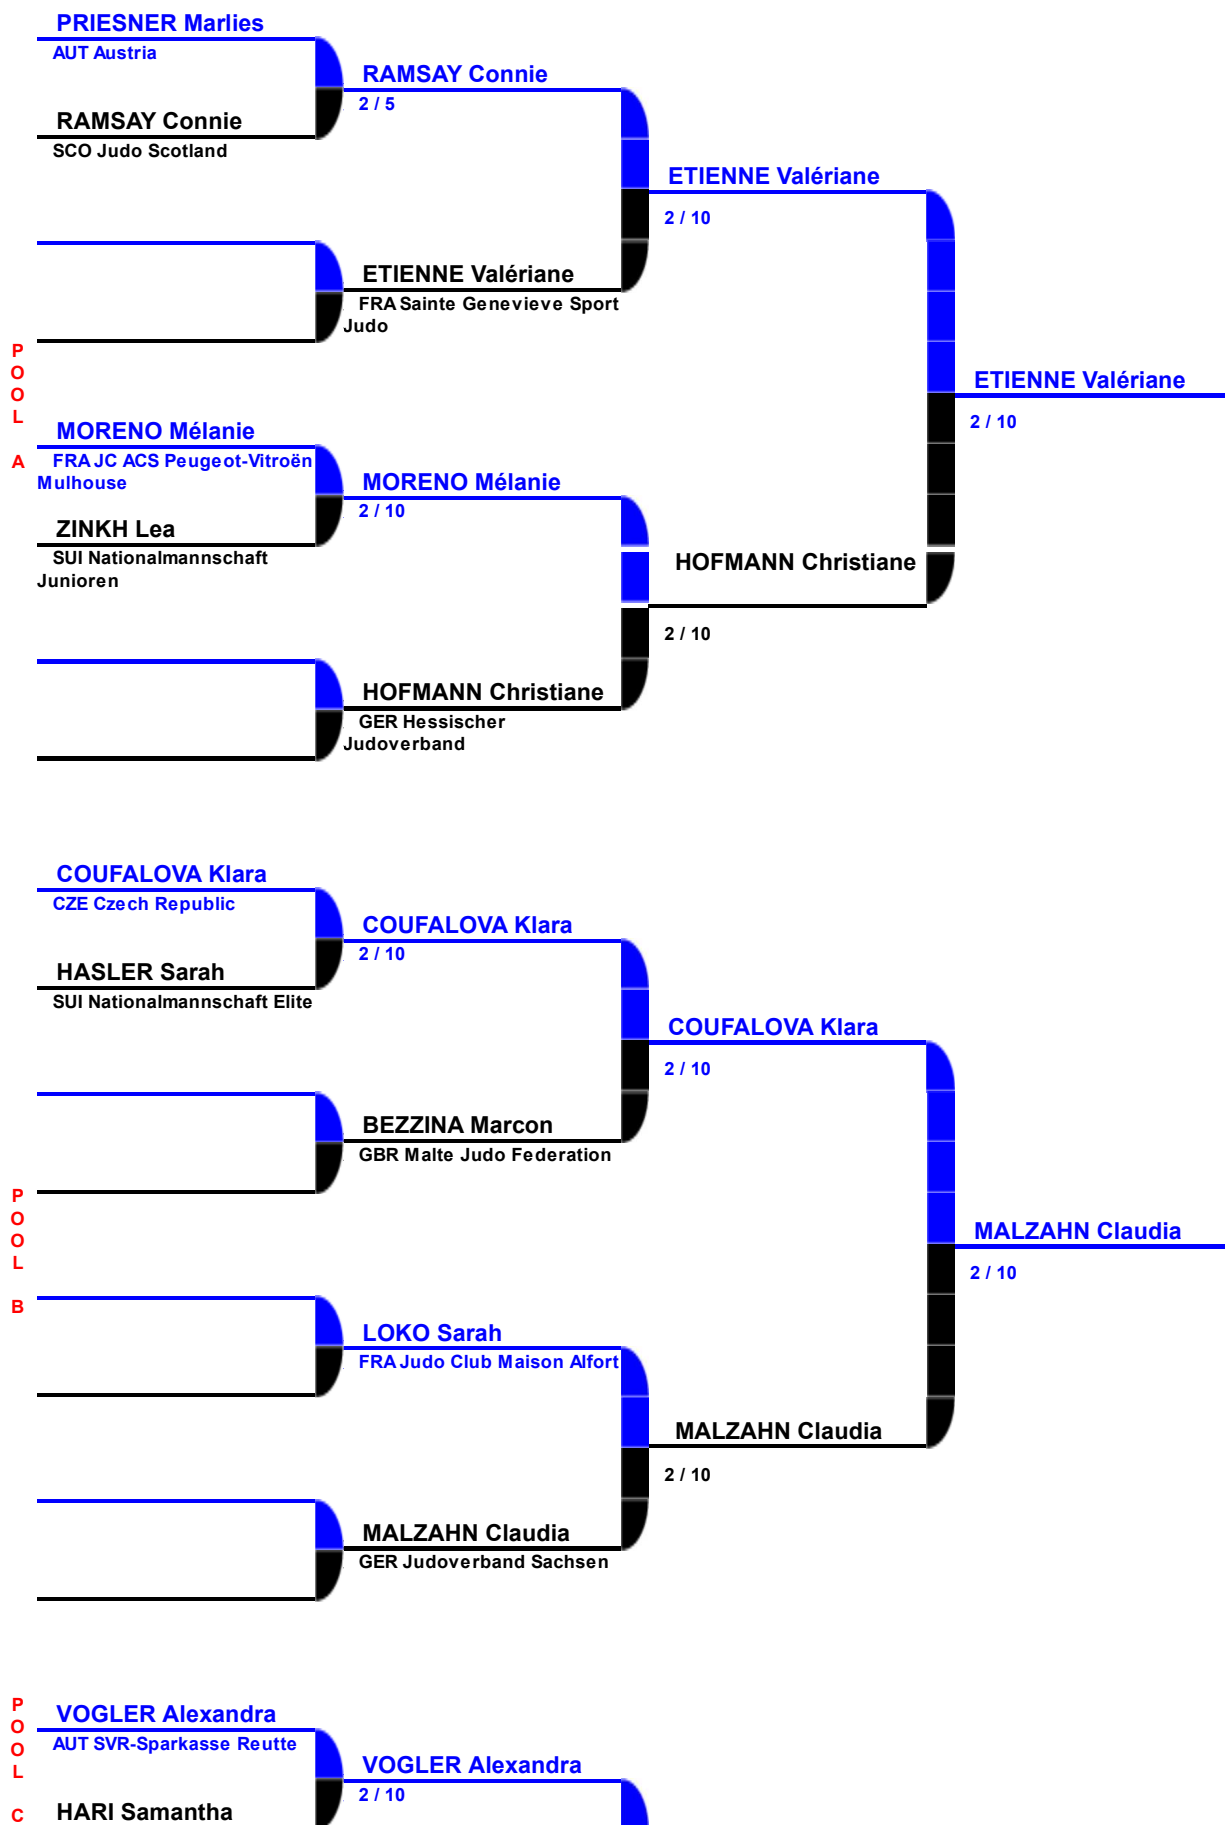 PRIESNER Marlies
AUT Austria
RAMSAY Connie
2 / 5
RAMSAY Connie
SCO Judo Scotland
ETIENNE Valériane
2 / 10
ETIENNE Valériane
FRA Sainte Genevieve Sport
Judo
P
O
O
L
A
ETIENNE Valériane
2 / 10
MORENO Mélanie
FRA JC ACS Peugeot-Vitroën
Mulhouse
MORENO Mélanie
2 / 10
ZINKH Lea
SUI Nationalmannschaft
Junioren
HOFMANN Christiane
2 / 10
HOFMANN Christiane
GER Hessischer
Judoverband
COUFALOVA Klara
CZE Czech Republic
COUFALOVA Klara
2 / 10
HASLER Sarah
SUI Nationalmannschaft Elite
COUFALOVA Klara
2 / 10
BEZZINA Marcon
GBR Malte Judo Federation
P
O
O
L
B
MALZAHN Claudia
2 / 10
LOKO Sarah
FRA Judo Club Maison Alfort
MALZAHN Claudia
2 / 10
MALZAHN Claudia
GER Judoverband Sachsen
P
O
O
L
C
VOGLER Alexandra
AUT SVR-Sparkasse Reutte
VOGLER Alexandra
2 / 10
HARI Samantha